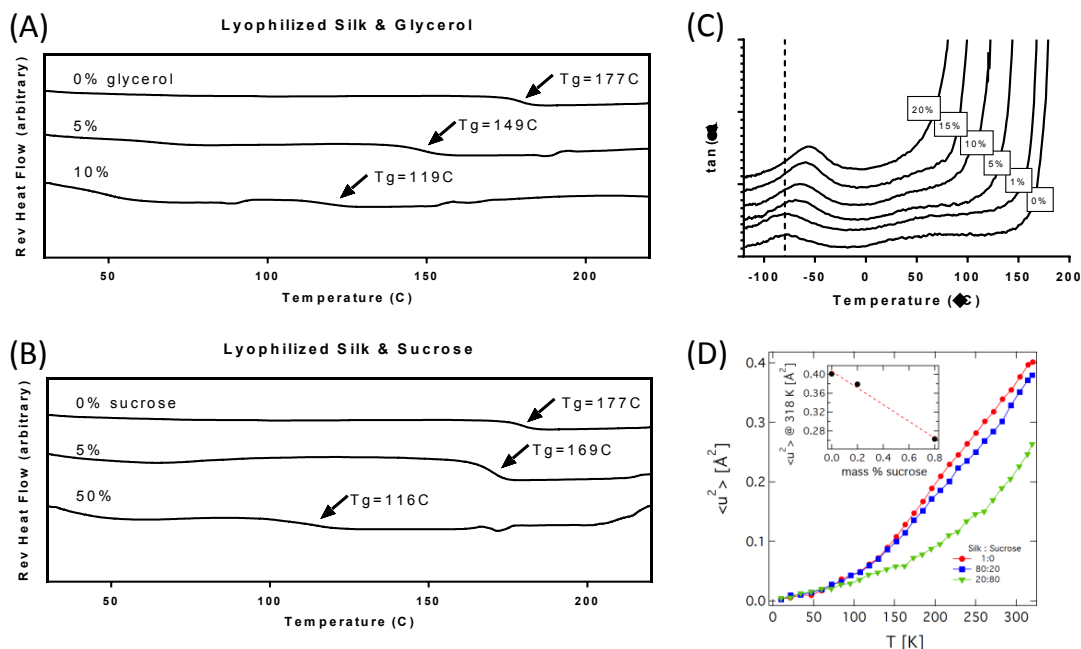 (A)
Lyophilized Silk & Glycerol
Rev Heat Flow (arbitrary)
0% glycerol
Tg=177C
5%
Tg=149C
10%
Tg=119C
50 100 150 200
Temperature (C)
(B)
Lyophilized Silk & Sucrose
Rev Heat Flow (arbitrary)
0% sucrose
Tg=177C
5%
Tg=169C
50%
Tg=116C
50 100 150 200
Temperature (C)
(C)
20%
15%
10%
5%
1%
0%
-100 -50 0 50 100 150 200
Temperature (�C)
(D)
<u²> [Å²]
0.4
0.3
0.2
0.1
0.0
<u²> @ 318 K [Å²]
0.40
0.36
0.32
0.28
0.0 0.2 0.4 0.6 0.8
mass % sucrose
Silk : Sucrose
1:0
80:20
20:80
0 50 100 150 200 250 300
T [K]